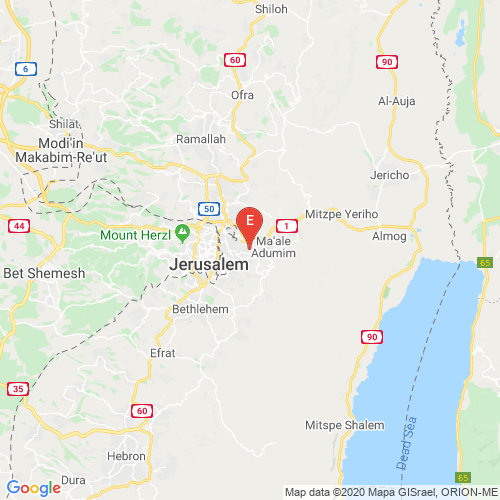 Shiloh
60
90
6
Ofra
Al-Auja
Shilat
Modi'in
Makabim-Re'ut
Ramallah
Jericho
50
E
1
Mitzpe Yeriho
44
Mount Herzl
Ma'ale
Adumim
Almog
Jerusalem
65
Bet Shemesh
Bethlehem
90
Efrat
35
60
Mitspe Shalem
Dead Sea
Hebron
65
Dura
Google
Map data ©2020 Mapa GISrael, ORION-ME